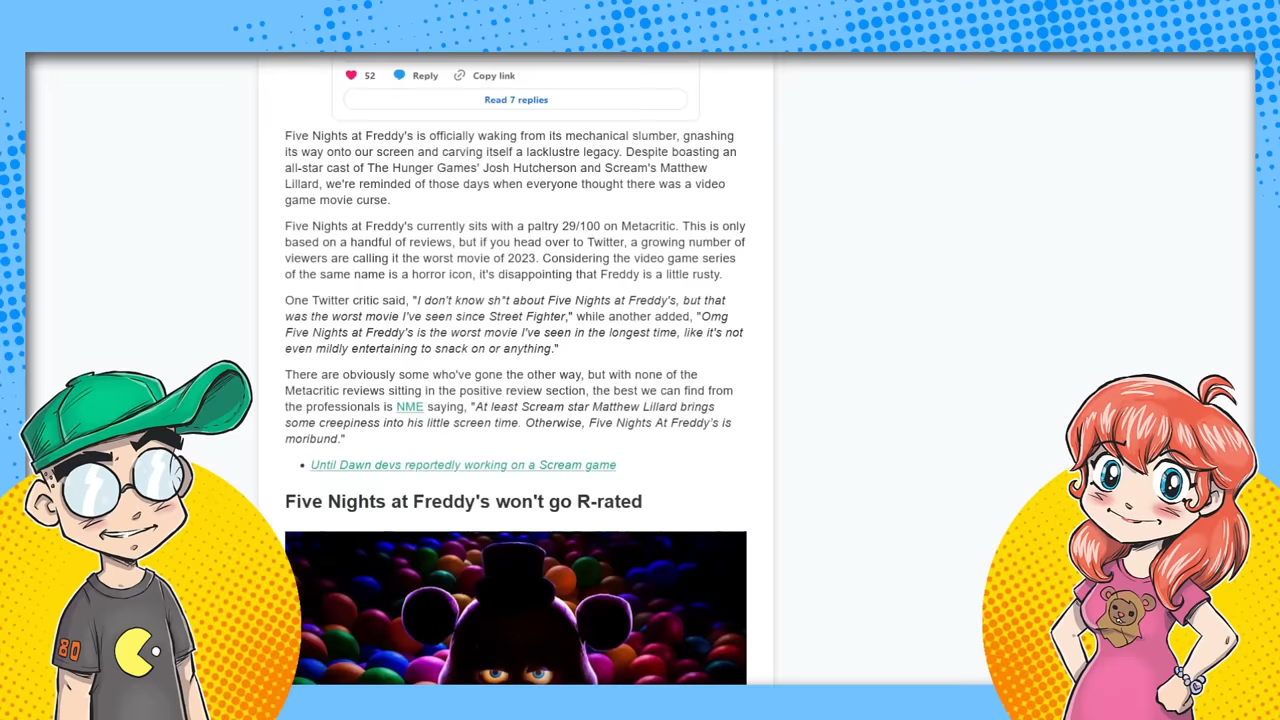 52 Reply Copy link
Read 7 replies
Five Nights at Freddy's is officially waking from its mechanical slumber, gnashing
its way onto our screen and carving itself a lacklustre legacy. Despite boasting an
all-star cast of The Hunger Games' Josh Hutcherson and Scream's Matthew
Lillard, we're reminded of those days when everyone thought there was a video
game movie curse.
Five Nights at Freddy's currently sits with a paltry 29/100 on Metacritic. This is only
based on a handful of reviews, but if you head over to Twitter, a growing number of
viewers are calling it the worst movie of 2023. Considering the video game series
of the same name is a horror icon, it's disappointing that Freddy is a little rusty.
One Twitter critic said, "I don't know sh*t about Five Nights at Freddy's, but that
was the worst movie I've seen since Street Fighter," while another added, "Omg
Five Nights at Freddy's is the worst movie I've seen in the longest time, like it's not
even mildly entertaining to snack on or anything."
There are obviously some who've gone the other way, but with none of the
Metacritic reviews sitting in the positive review section, the best we can find from
the professionals is NME saying, "At least Scream star Matthew Lillard brings
some creepiness into his little screen time. Otherwise, Five Nights At Freddy's is
moribund."
• Until Dawn devs reportedly working on a Scream game
Five Nights at Freddy's won't go R-rated
80